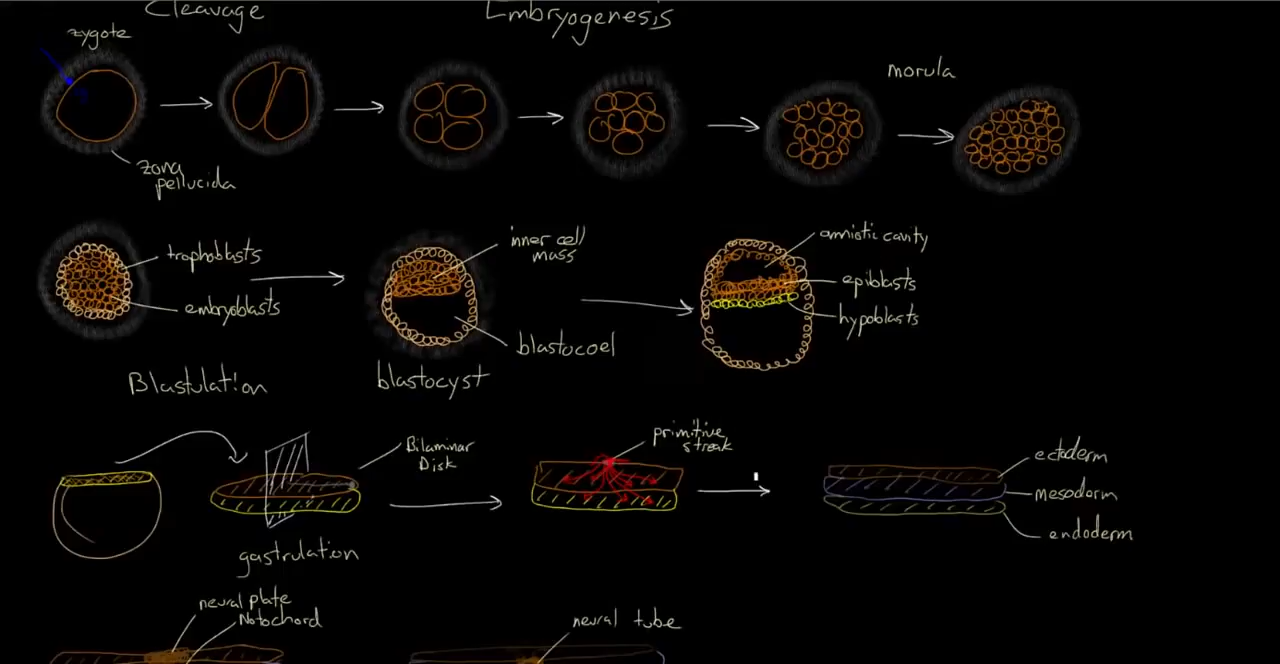 Cleavage
Embryogenesis
zygote
morula
zona
pellucida
trophoblasts
embryoblasts
inner cell
mass
blastocoel
amniotic cavity
epiblasts
hypoblasts
Blastulation
blastocyst
Bilaminar
Disk
primitive
streak
ectoderm
mesoderm
endoderm
gastrulation
neural plate
Notochord
neural tube